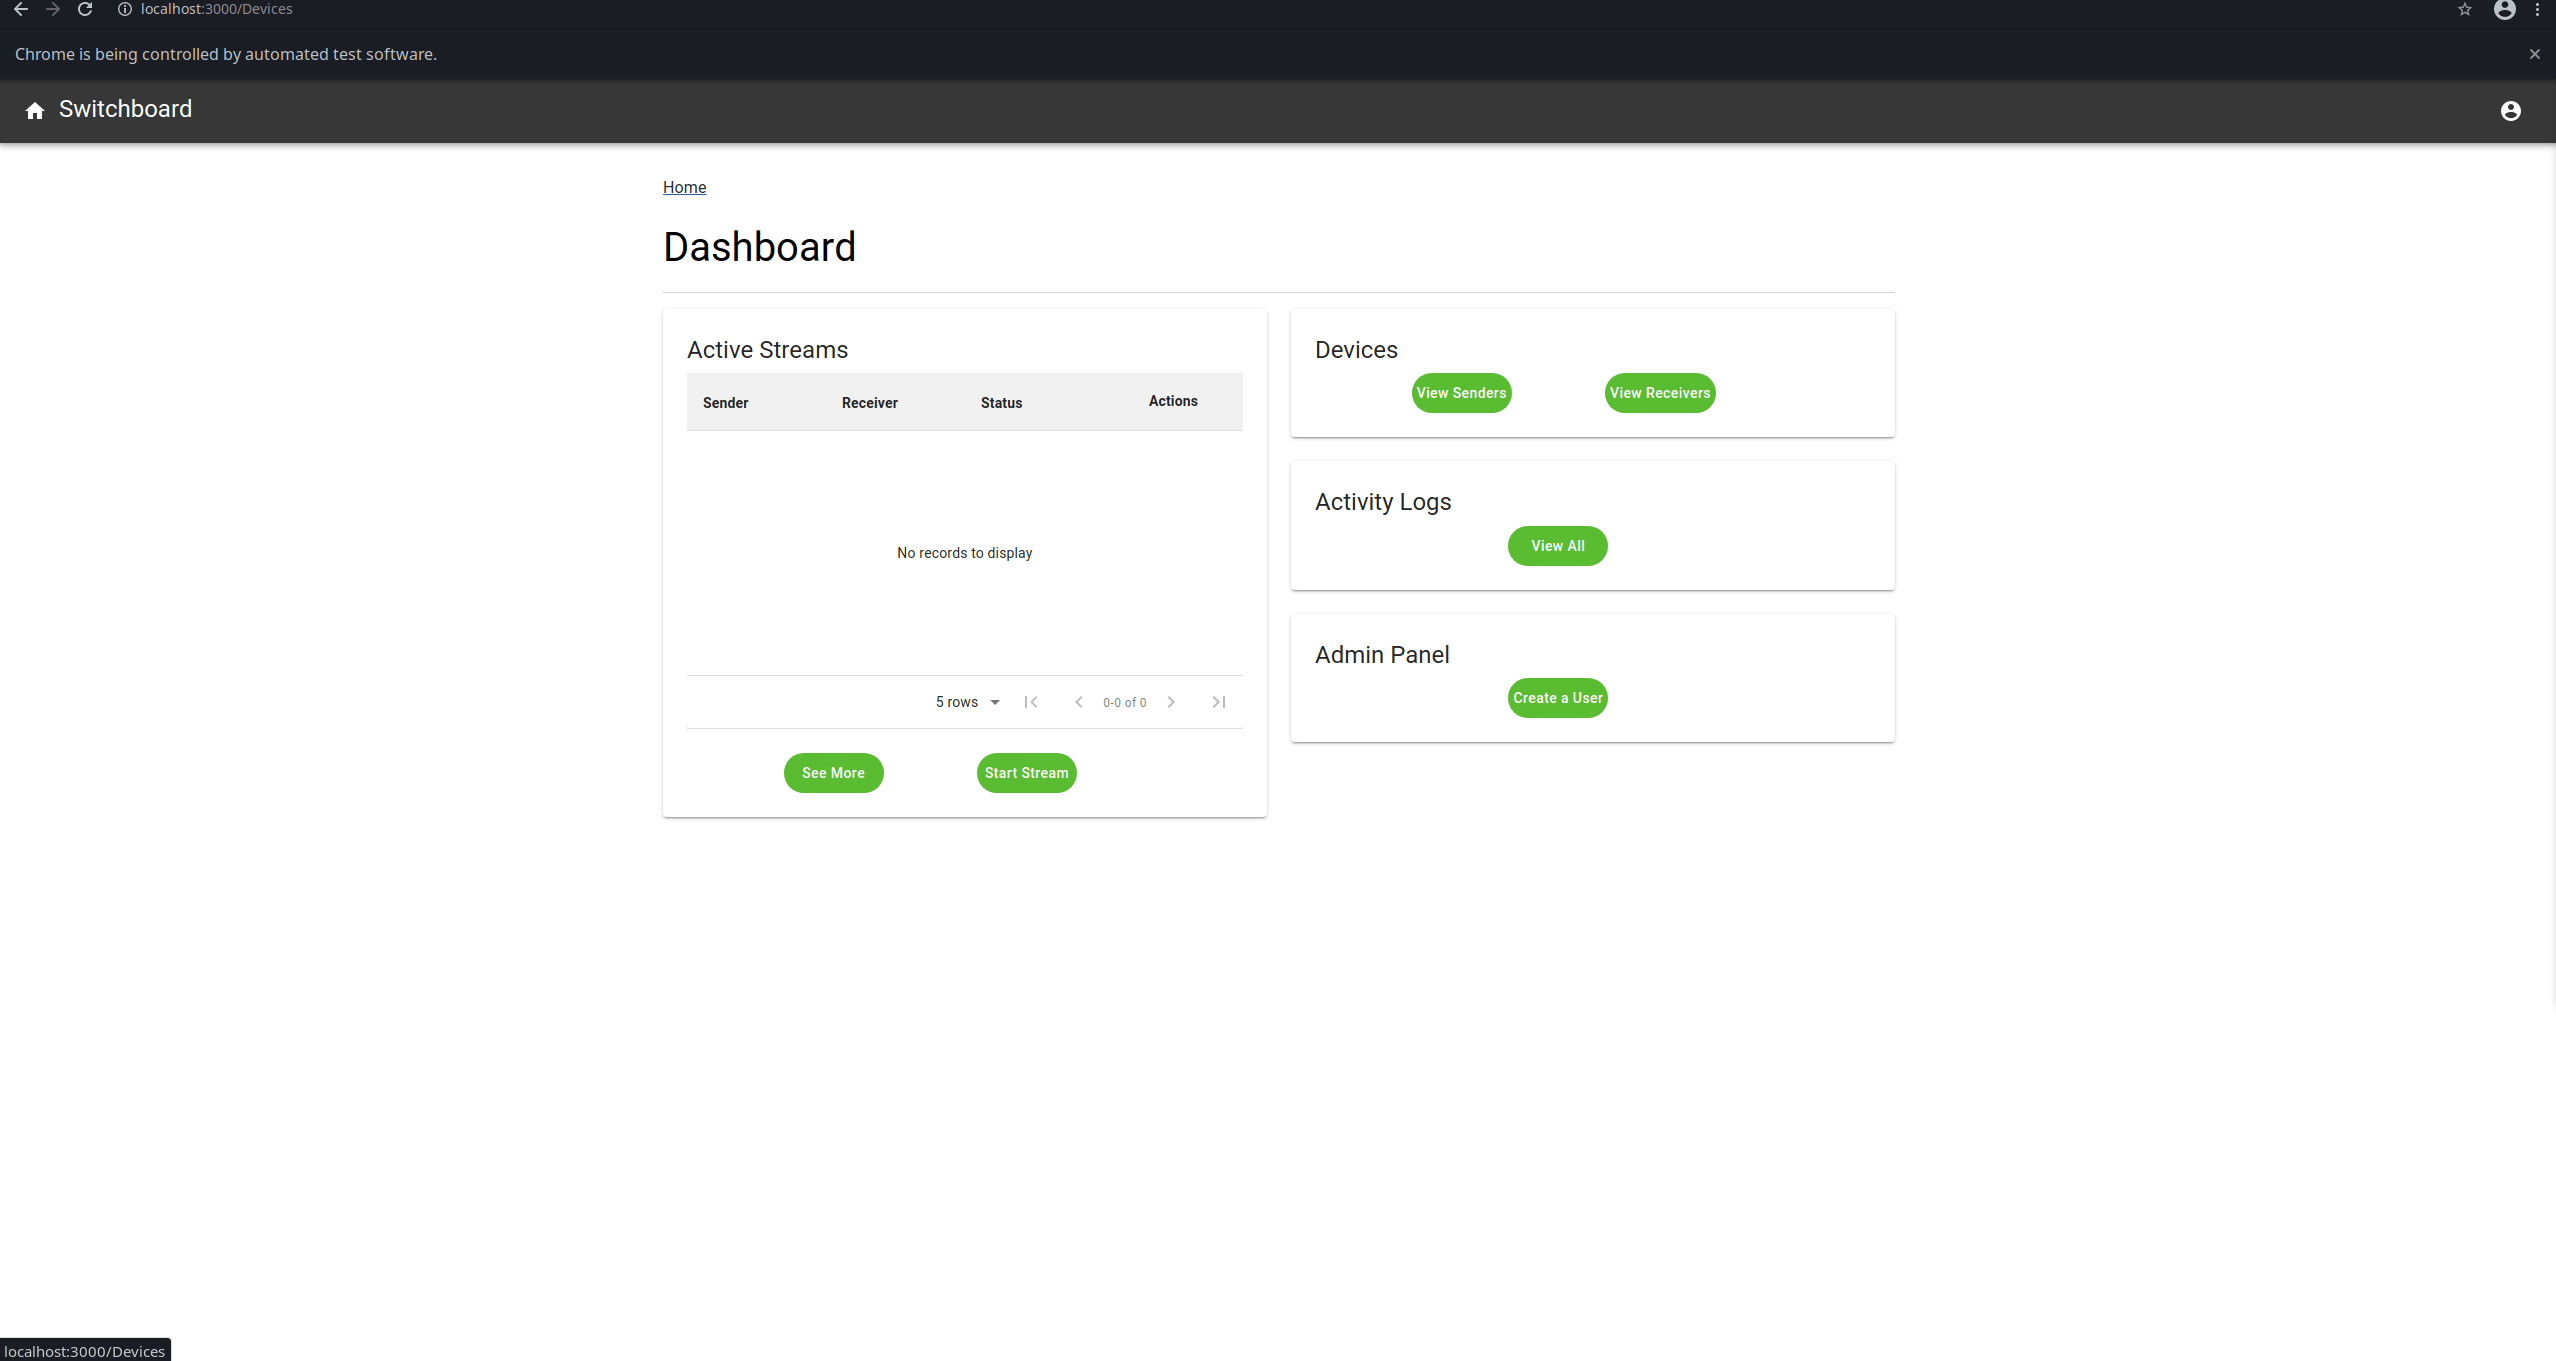 localhost:3000/Devices
Chrome is being controlled by automated test software.
Switchboard
Home
Dashboard
Active Streams
Sender Receiver Status Actions
No records to display
5 rows 0-0 of 0
See More Start Stream
Devices
View Senders View Receivers
Activity Logs
View All
Admin Panel
Create a User
localhost:3000/Devices